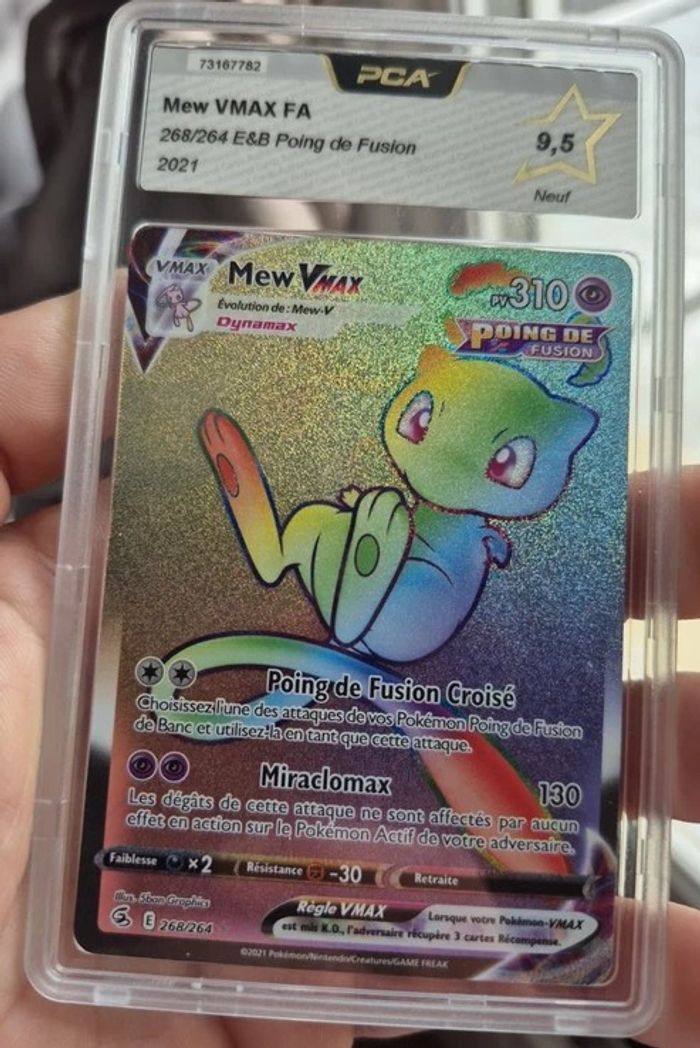 73167782
PCA
Mew VMAX FA
268/264 E&B Poing de Fusion
2021
9,5
Neuf
VMAX
Mew VMAX
PV 310
Évolution de : Mew-V
Dynamax
POING DE
FUSION
Poing de Fusion Croisé
Choisissez l'une des attaques de vos Pokémon Poing de Fusion
de Banc et utilisez-la en tant que cette attaque.
Miraclomax 130
Les dégâts de cette attaque ne sont affectés par aucun
effet en action sur le Pokémon Actif de votre adversaire.
Faiblesse ×2 Résistance -30 Retraite
Illus. Sban Graphics
E 268/264
Règle VMAX
Lorsque votre Pokémon-VMAX
est mis K.O., l'adversaire récupère 3 cartes Récompense.
©2021 Pokémon/Nintendo/Creatures/GAME FREAK